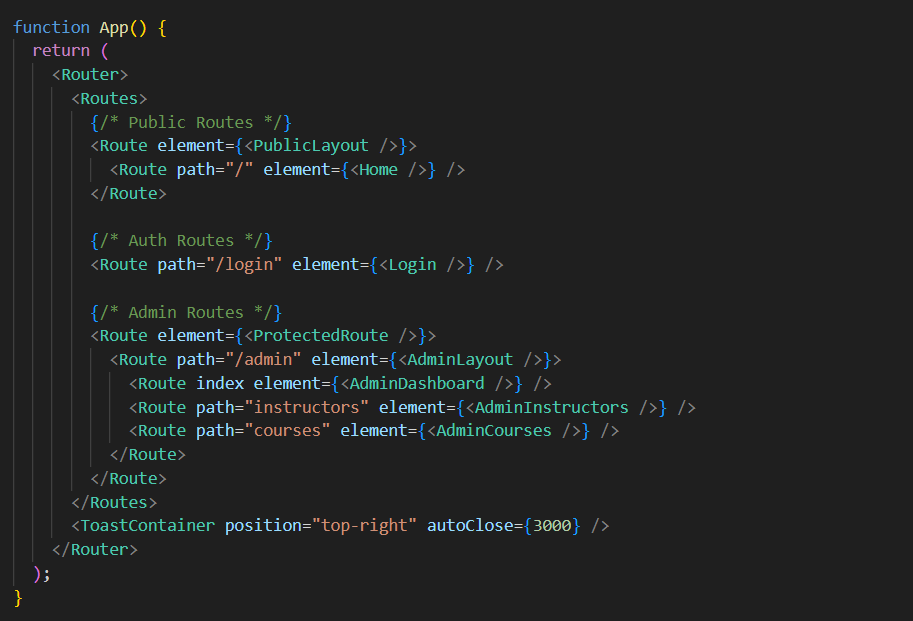 function App() {
  return (
    <Router>
      <Routes>
        {/* Public Routes */}
        <Route element={<PublicLayout />}>
          <Route path="/" element={<Home />} />
        </Route>

        {/* Auth Routes */}
        <Route path="/login" element={<Login />} />

        {/* Admin Routes */}
        <Route element={<ProtectedRoute />}>
          <Route path="/admin" element={<AdminLayout />}>
            <Route index element={<AdminDashboard />} />
            <Route path="instructors" element={<AdminInstructors />} />
            <Route path="courses" element={<AdminCourses />} />
          </Route>
        </Route>
      </Routes>
      <ToastContainer position="top-right" autoClose={3000} />
    </Router>
  );
}